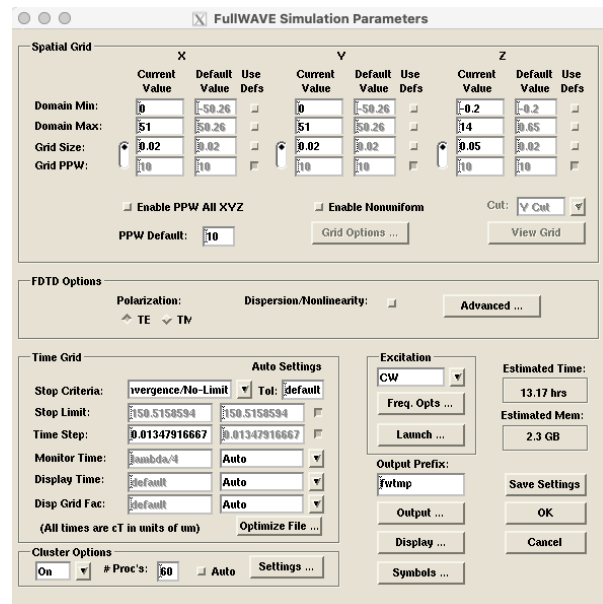 FullWAVE Simulation Parameters
Spatial Grid
X Y Z
Current Default Use Current Default Use Current Default Use
Value Value Defs Value Value Defs Value Value Defs
Domain Min: 0 -50.26 0 -50.26 -0.2 -0.2
Domain Max: 51 50.26 51 50.26 14 0.65
Grid Size: 0.02 0.02 0.02 0.02 0.05 0.02
Grid PPW: 10 10 10 10 10 10
Enable PPW All XYZ Enable Nonuniform Cut: Y Cut
PPW Default: 10 Grid Options ... View Grid
FDTD Options
Polarization: Dispersion/Nonlinearity: Advanced ...
TE TM
Time Grid
Auto Settings
Stop Criteria: nvergence/No-Limit Tol: default
Stop Limit: 150.5158594 150.5158594
Time Step: 0.01347916667 0.01347916667
Monitor Time: lambda/4 Auto
Display Time: default Auto
Disp Grid Fac: default Auto
(All times are cT in units of um) Optimize File ...
Excitation
CW
Freq. Opts ...
Launch ...
Estimated Time:
13.17 hrs
Estimated Mem:
2.3 GB
Output Prefix:
fwtmp Save Settings
Output ... OK
Display ... Cancel
Symbols ...
Cluster Options
On # Proc's: 60 Auto Settings ...